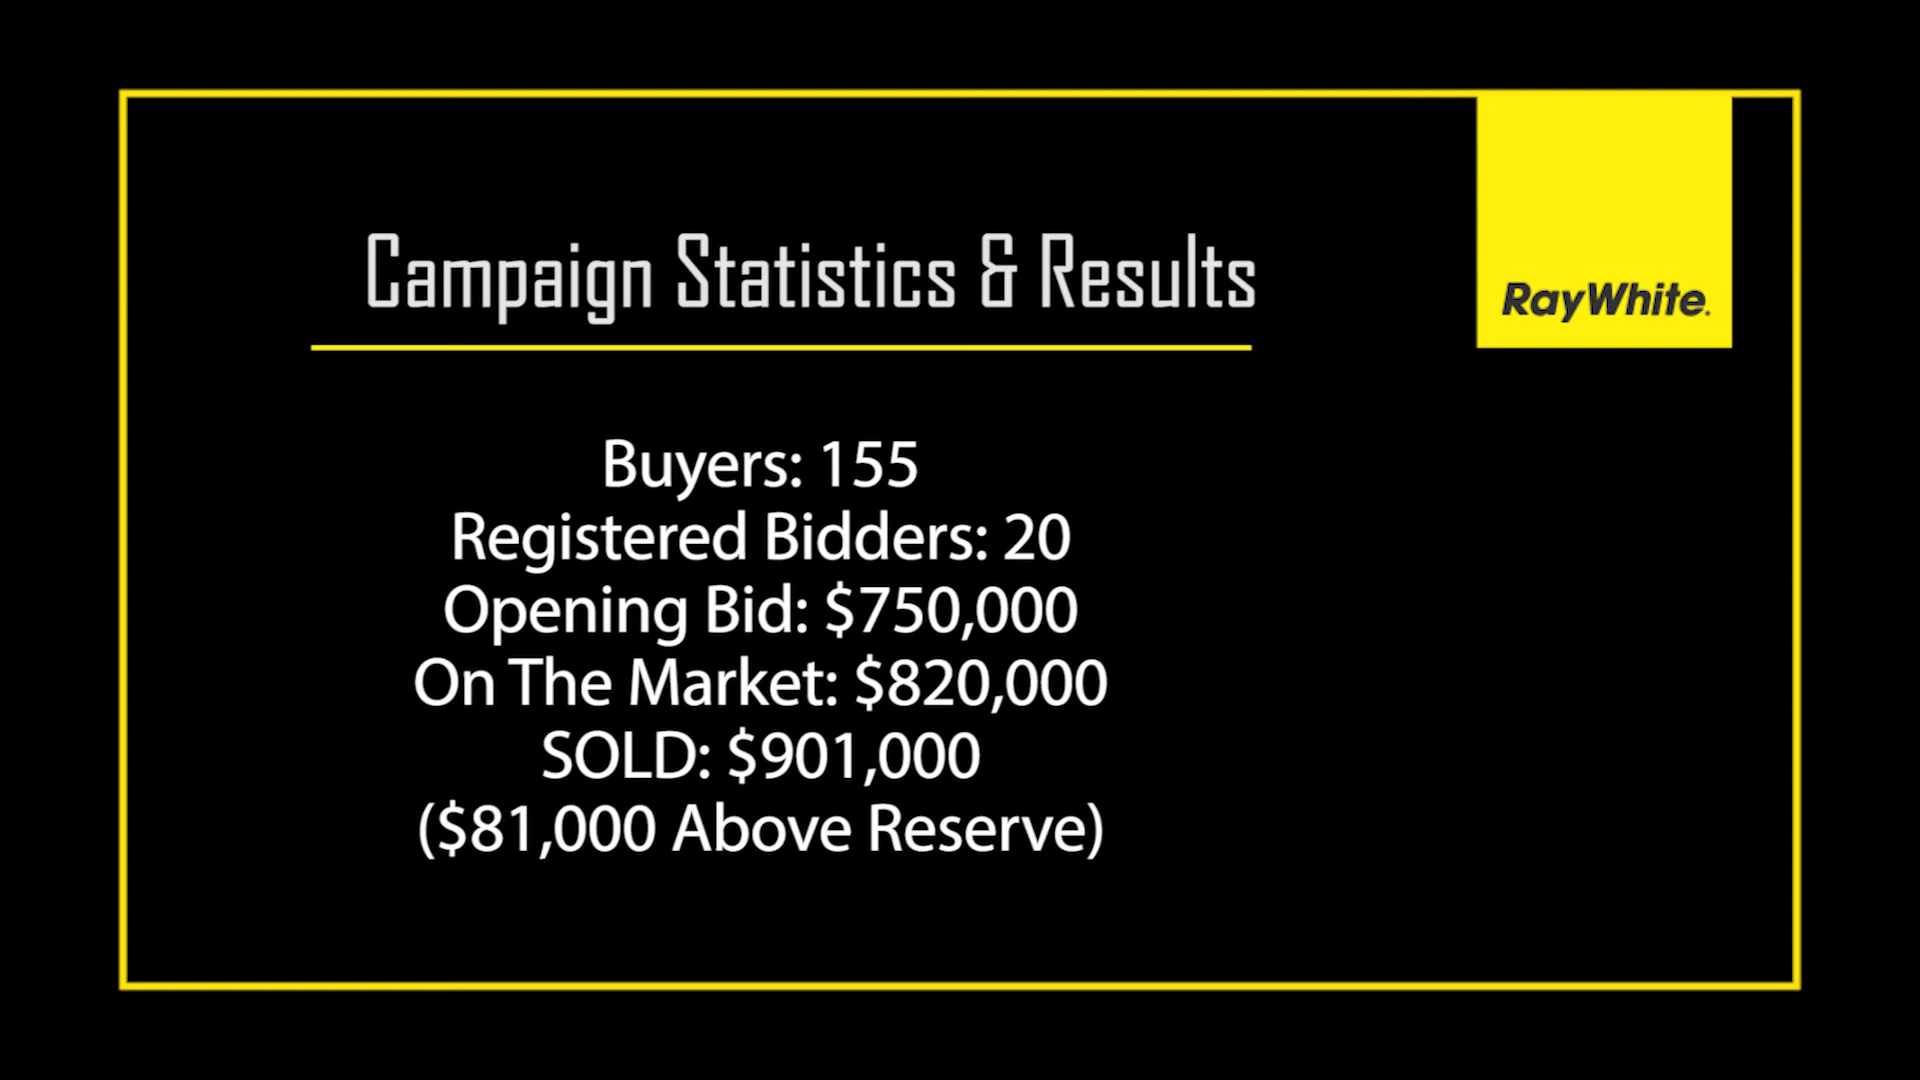 Campaign Statistics & Results
RayWhite.
Buyers: 155
Registered Bidders: 20
Opening Bid: $750,000
On The Market: $820,000
SOLD: $901,000
($81,000 Above Reserve)